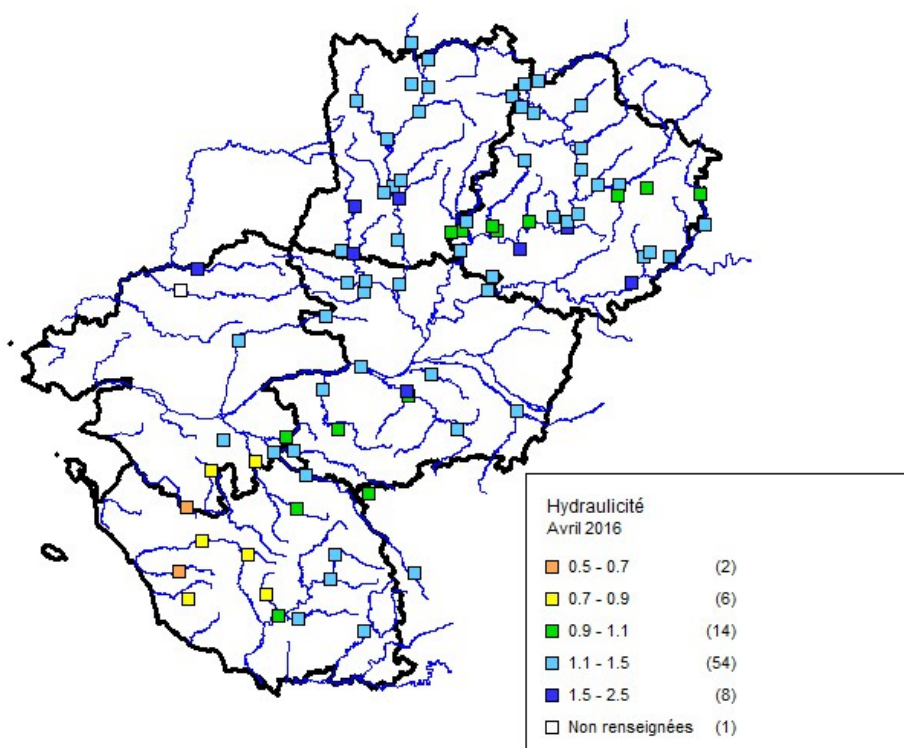 Hydraulicité
Avril 2016
0.5 - 0.7 (2)
0.7 - 0.9 (6)
0.9 - 1.1 (14)
1.1 - 1.5 (54)
1.5 - 2.5 (8)
Non renseignées (1)